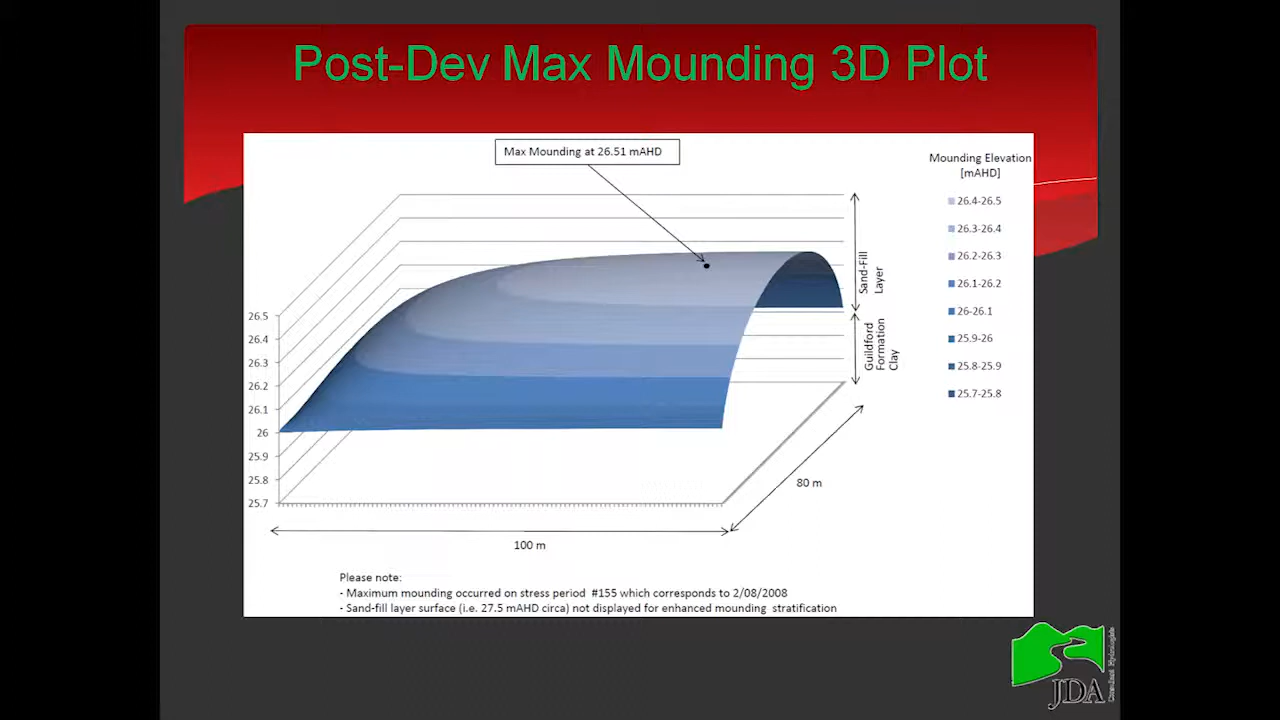 Post-Dev Max Mounding 3D Plot
Max Mounding at 26.51 mAHD
Mounding Elevation
[mAHD]
26.4-26.5
26.3-26.4
26.2-26.3
26.1-26.2
26-26.1
25.9-26
25.8-25.9
25.7-25.8
Sand-Fill
Layer
Guildford
Formation
Clay
26.5
26.4
26.3
26.2
26.1
26
25.9
25.8
25.7
80 m
100 m
Please note:
- Maximum mounding occurred on stress period #155 which corresponds to 2/08/2008
- Sand-fill layer surface (i.e. 27.5 mAHD circa) not displayed for enhanced mounding stratification
JDA
Consultant Hydrologists